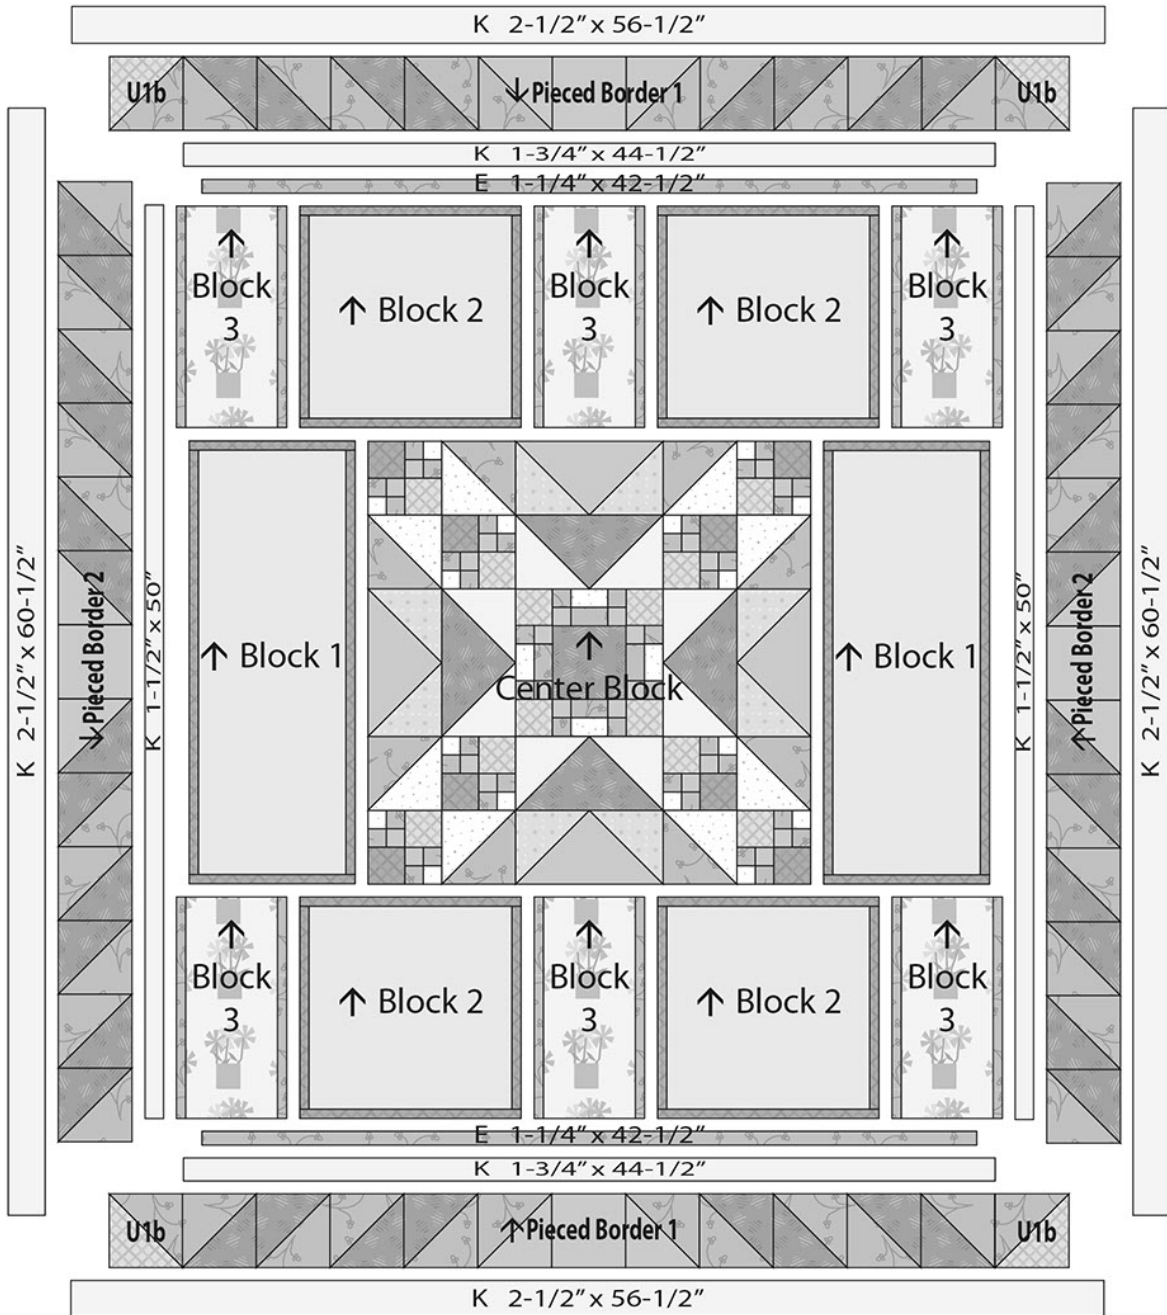 K 2-1/2" x 56-1/2"
U1b
↓Pieced Border 1
U1b
K 1-3/4" x 44-1/2"
E 1-1/4" x 42-1/2"
↑
Block
3
↑ Block 2
↑
Block
3
↑ Block 2
↑
Block
3
K 2-1/2" x 60-1/2"
↓Pieced Border 2
K 1-1/2" x 50"
↑ Block 1
↑
Center Block
↑ Block 1
K 1-1/2" x 50"
↑Pieced Border 2
K 2-1/2" x 60-1/2"
↑
Block
3
↑ Block 2
↑
Block
3
↑ Block 2
↑
Block
3
E 1-1/4" x 42-1/2"
K 1-3/4" x 44-1/2"
U1b
↑Pieced Border 1
U1b
K 2-1/2" x 56-1/2"